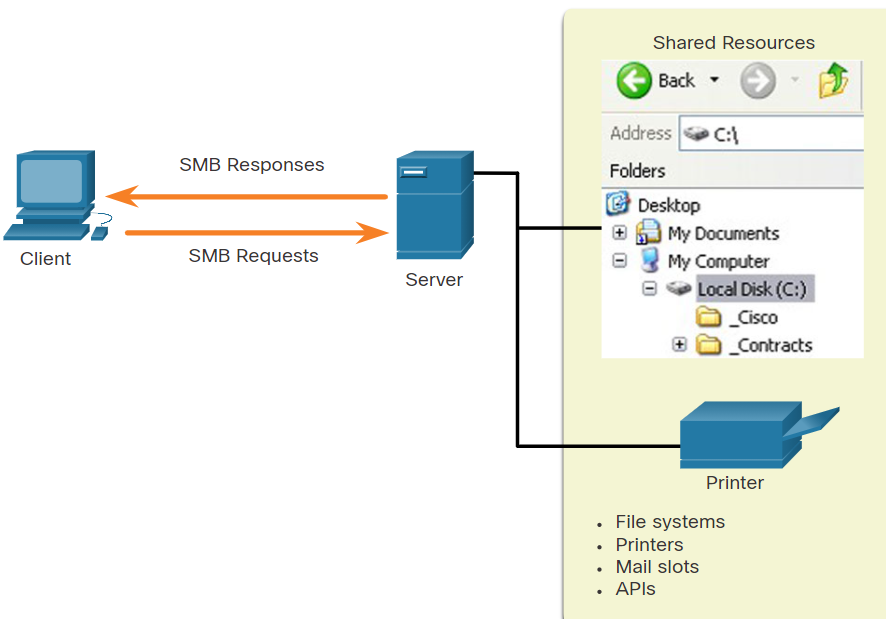 Shared Resources
Back
Address C:\
Folders
Desktop
My Documents
My Computer
Local Disk (C:)
_Cisco
_Contracts
SMB Responses
SMB Requests
Client
Server
Printer
• File systems
• Printers
• Mail slots
• APIs